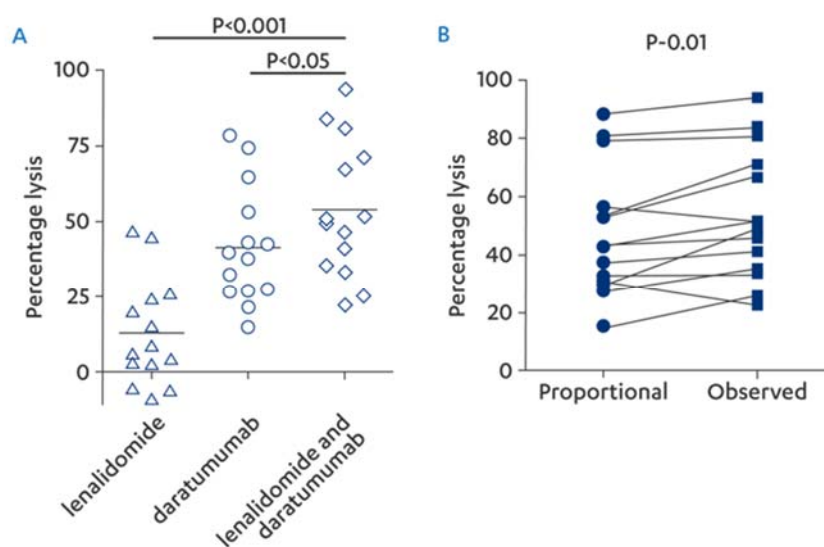 A
P<0.001
P<0.05
Percentage lysis
100
75
50
25
0
lenalidomide
daratumumab
lenalidomide and
daratumumab
B
P-0.01
Percentage lysis
100
80
60
40
20
0
Proportional
Observed